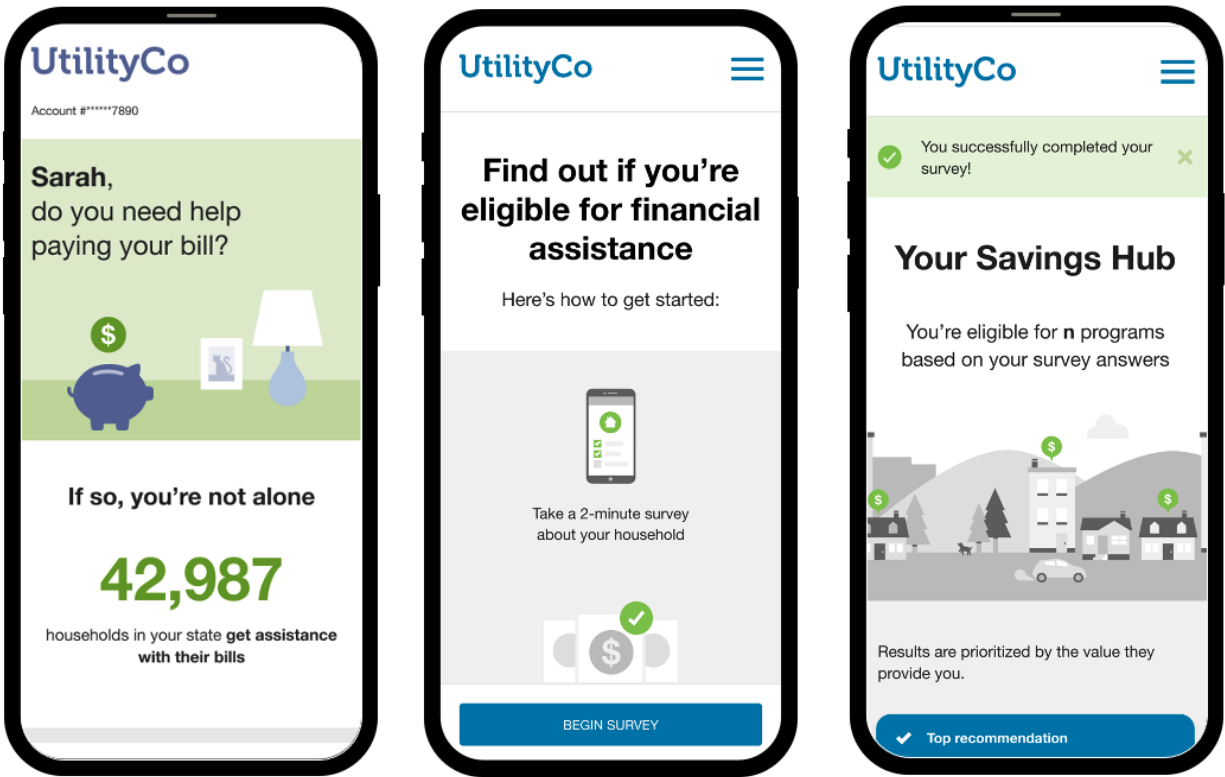 UtilityCo
Account #******7890
Sarah,
do you need help
paying your bill?
$
If so, you’re not alone
42,987
households in your state get assistance
with their bills
UtilityCo
Find out if you’re
eligible for financial
assistance
Here’s how to get started:
Take a 2-minute survey
about your household
$
BEGIN SURVEY
UtilityCo
You successfully completed your
survey!
Your Savings Hub
You’re eligible for n programs
based on your survey answers
$
$
$
Results are prioritized by the value they
provide you.
Top recommendation